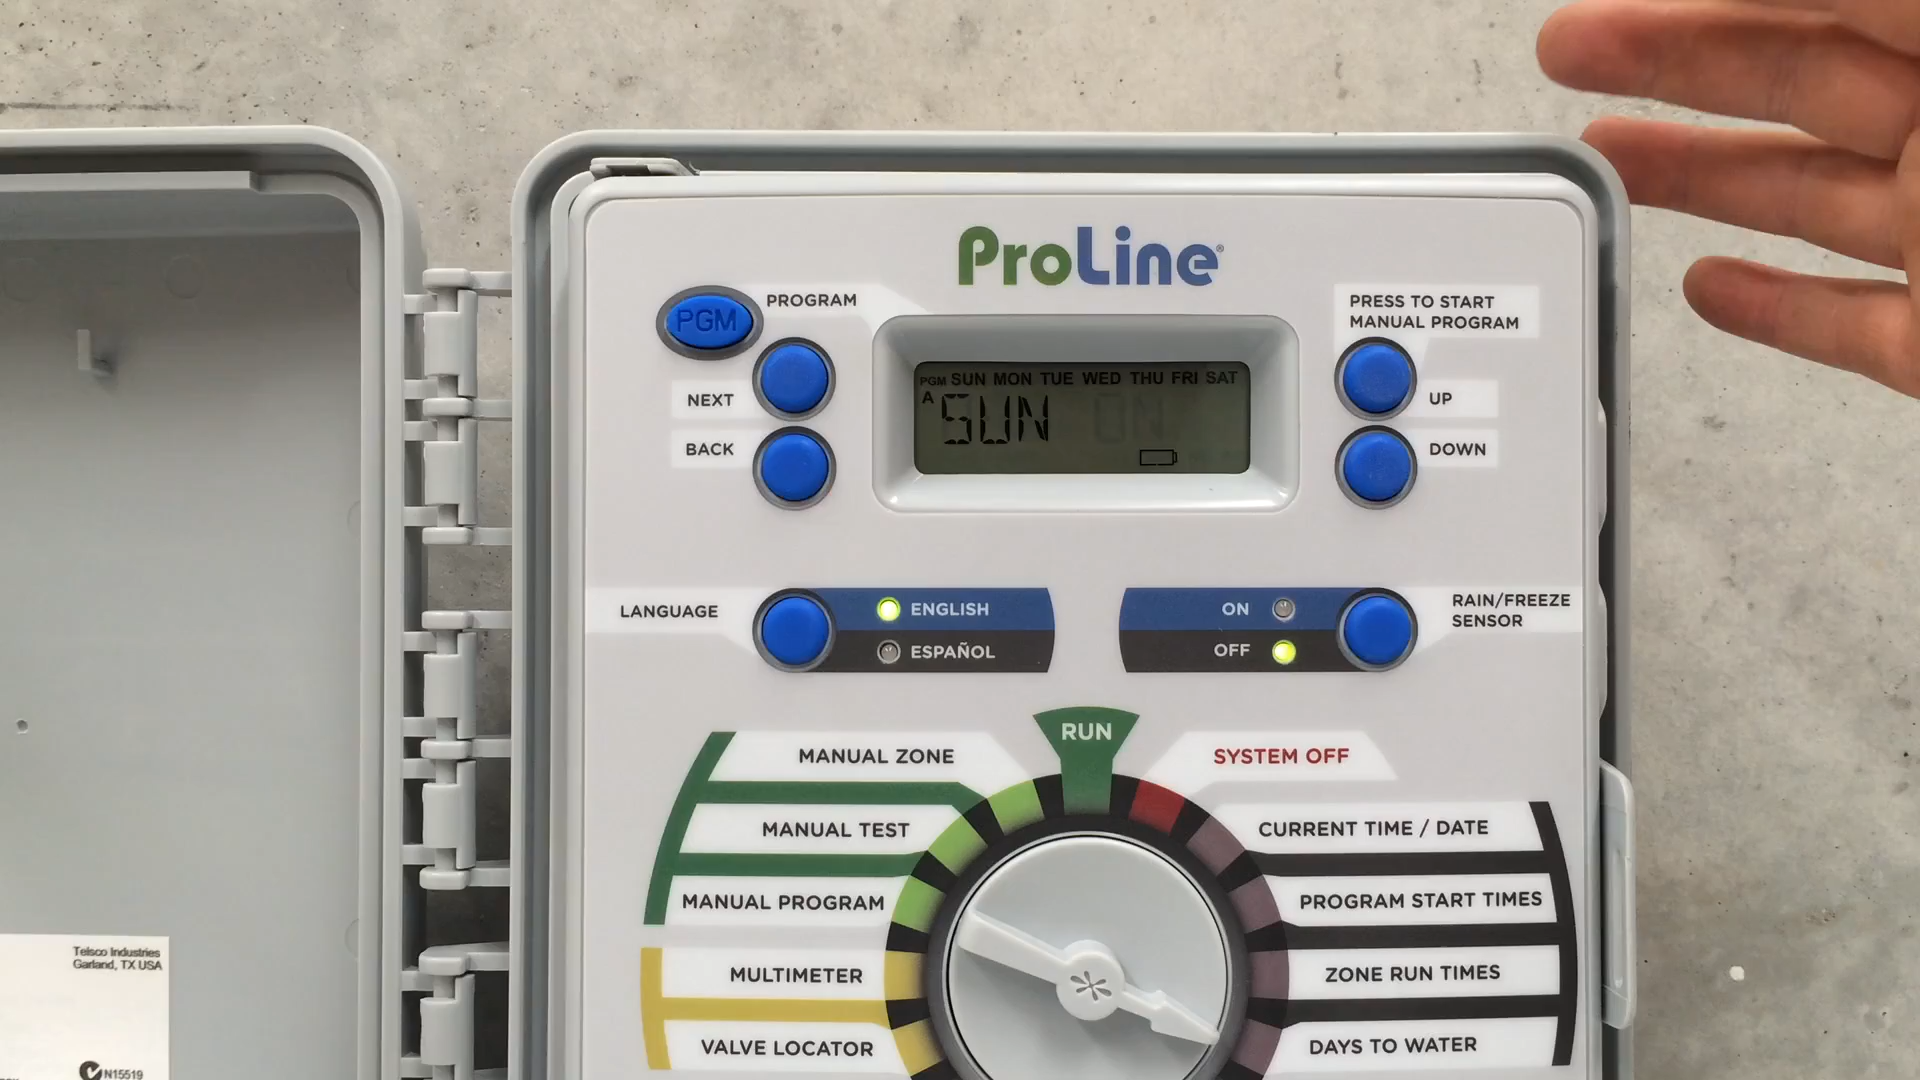 ProLine®
PGM
PROGRAM
NEXT
BACK
PGM SUN MON TUE WED THU FRI SAT
A SUN ON
PRESS TO START
MANUAL PROGRAM
UP
DOWN
LANGUAGE
ENGLISH
ESPAÑOL
ON
OFF
RAIN/FREEZE
SENSOR
RUN
MANUAL ZONE
MANUAL TEST
MANUAL PROGRAM
MULTIMETER
VALVE LOCATOR
SYSTEM OFF
CURRENT TIME / DATE
PROGRAM START TIMES
ZONE RUN TIMES
DAYS TO WATER
Telsco Industries
Garland, TX USA
N15519